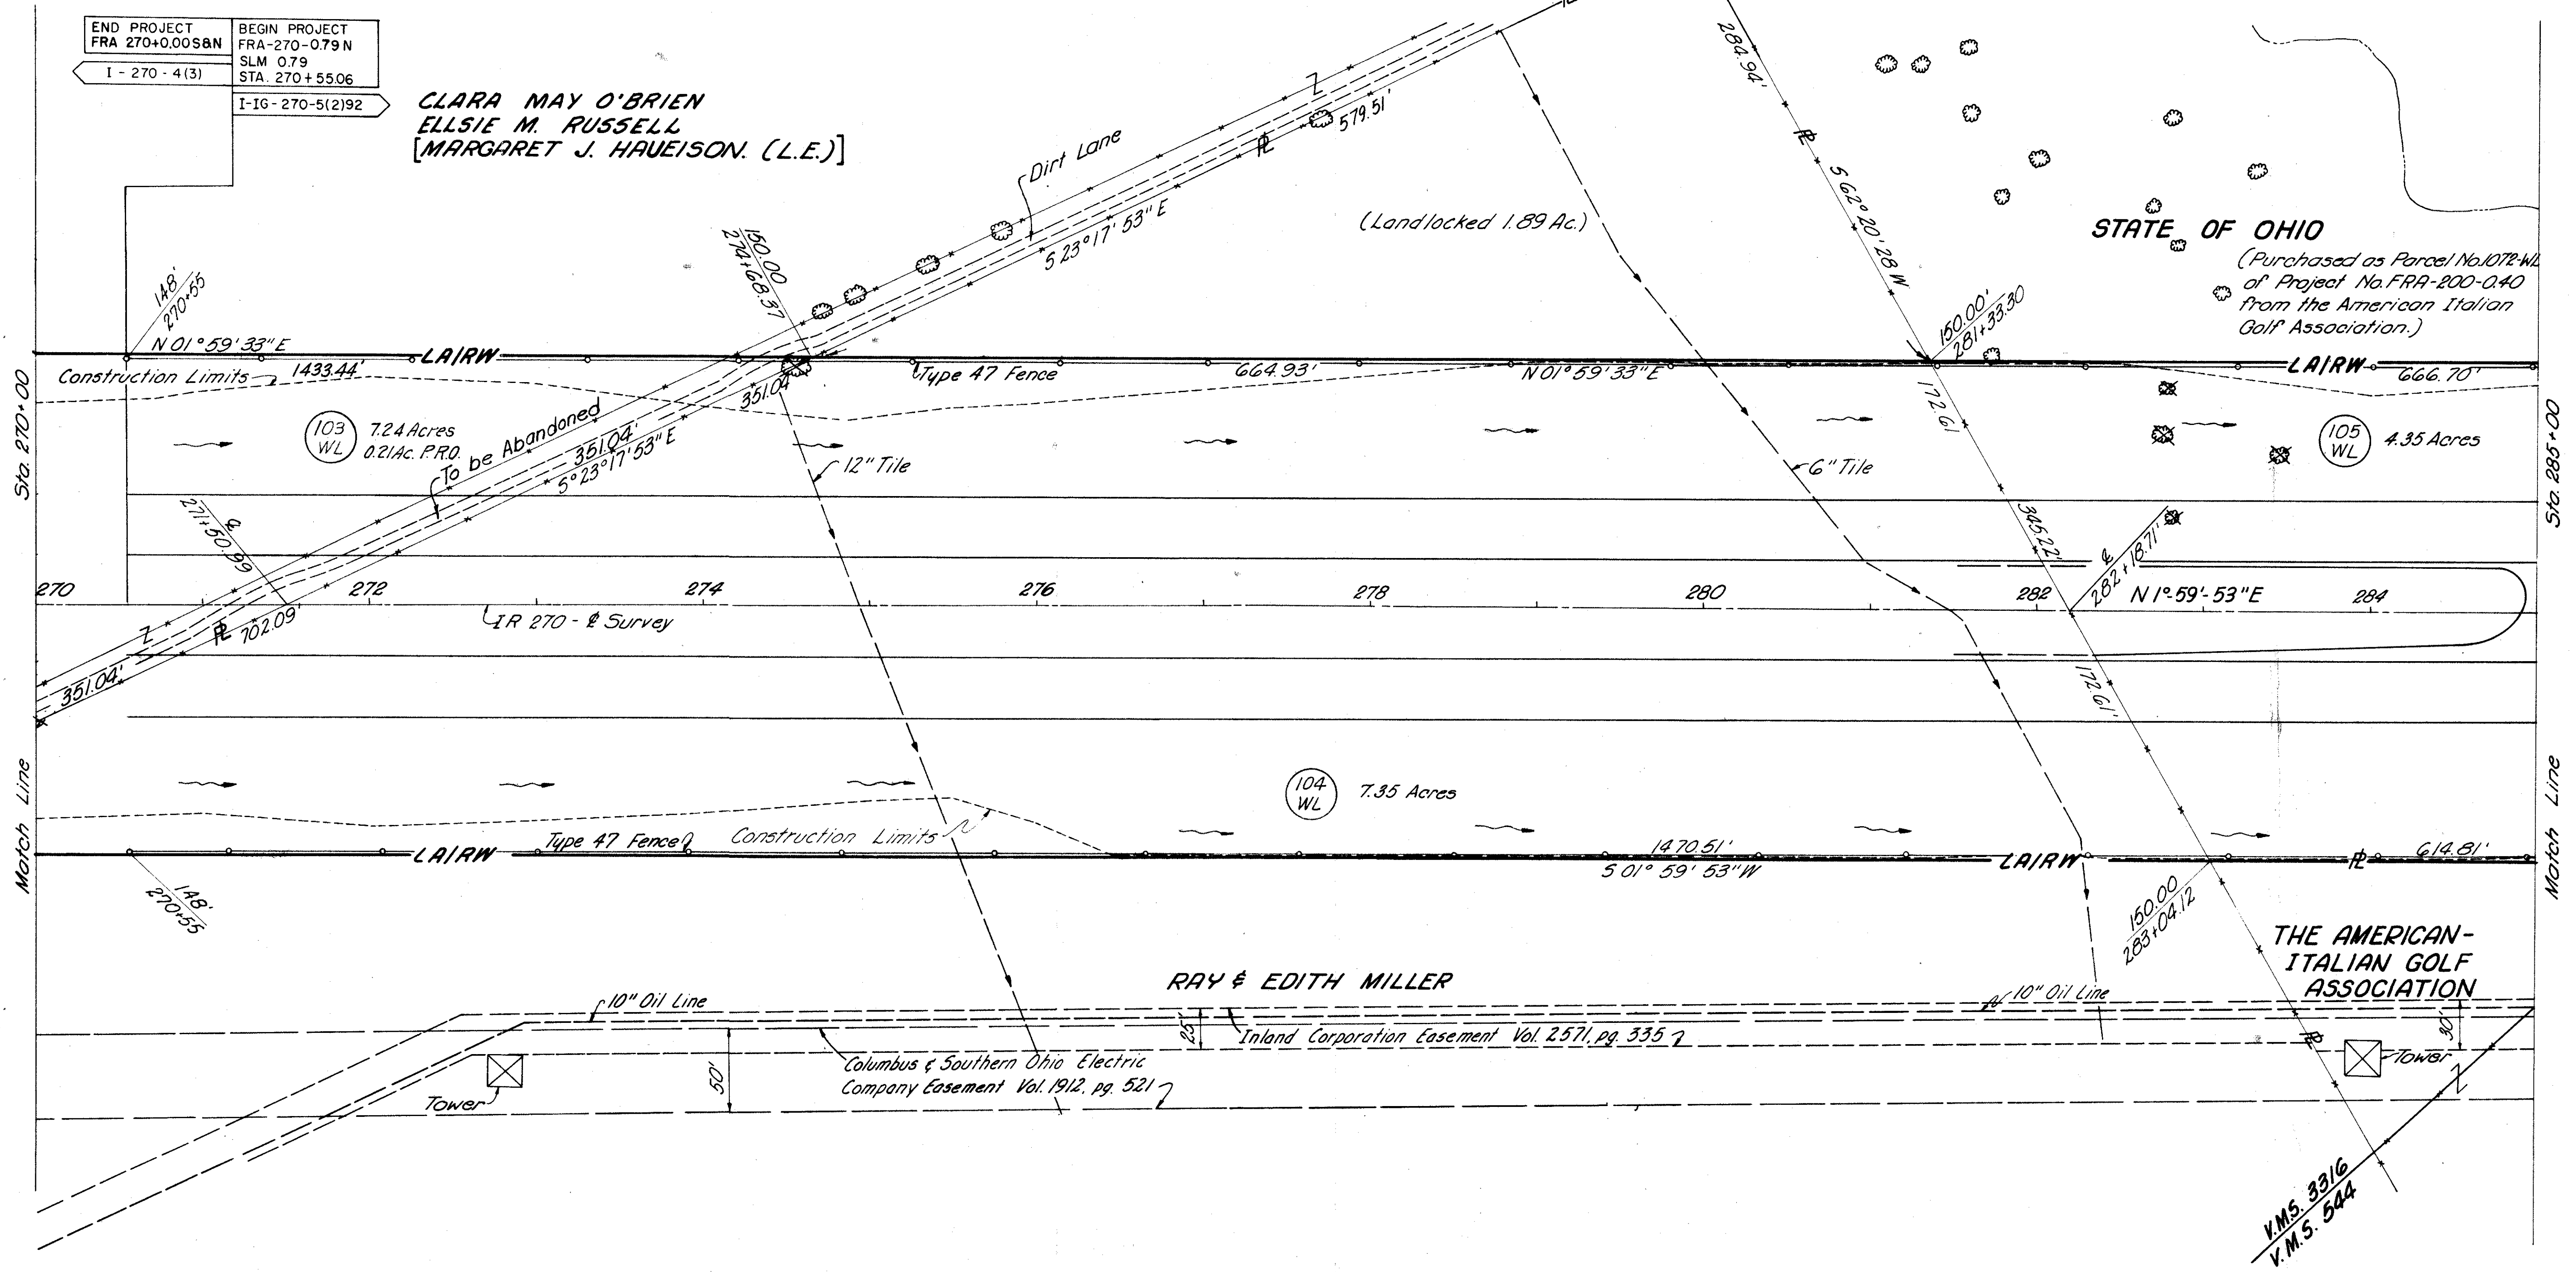 END PROJECT
FRA 270+0.00 S&N
I - 270 - 4(3)
BEGIN PROJECT
FRA-270-0.79 N
SLM 0.79
STA. 270 + 55.06
I-IG-270-5(2)92
CLARA MAY O'BRIEN
ELLSIE M. RUSSELL
[MARGARET J. HAUEISON. (L.E.)]
Dirt Lane
579.51'
℄
S 23° 17' 53" E
(Landlocked 1.89 Ac.)
284.94'
S 62° 20' 28 W
STATE OF OHIO
(Purchased as Parcel No.1072-WL
of Project No. FRA-200-0.40
from the American Italian
Golf Association.)
148'
270+55
150.00
274+68.37
150.00'
281+33.30
N 01° 59' 33" E
LA/RW
LA/RW
Construction Limits
1433.44'
351.04'
Type 47 Fence
664.93'
N 01° 59' 33" E
666.70'
Sta. 270+00
Sta. 285+00
103
WL
7.24 Acres
0.21 Ac. P.R.O.
To be Abandoned
351.04'
S° 23° 17' 53" E
12" Tile
6" Tile
172.61
105
WL
4.35 Acres
℄
271+50.99
345.22'
℄
282+18.71'
270
272
274
276
278
280
282
N 1°-59'-53"E
284
702.09
IR 270 - ℄ Survey
351.04'
172.61'
Match Line
Match Line
104
WL
7.35 Acres
Type 47 Fence
Construction Limits
LA/RW
1470.51'
S 01° 59' 53" W
LA/RW
614.81'
148'
270+55
150.00
283+04.12
THE AMERICAN-
ITALIAN GOLF
ASSOCIATION
RAY & EDITH MILLER
10" Oil Line
10" Oil Line
25'
Inland Corporation Easement Vol. 2571, pg. 335
30'
50'
Columbus & Southern Ohio Electric
Company Easement Vol. 1912, pg. 521
Tower
Tower
V.M.S. 3316
V.M.S. 544